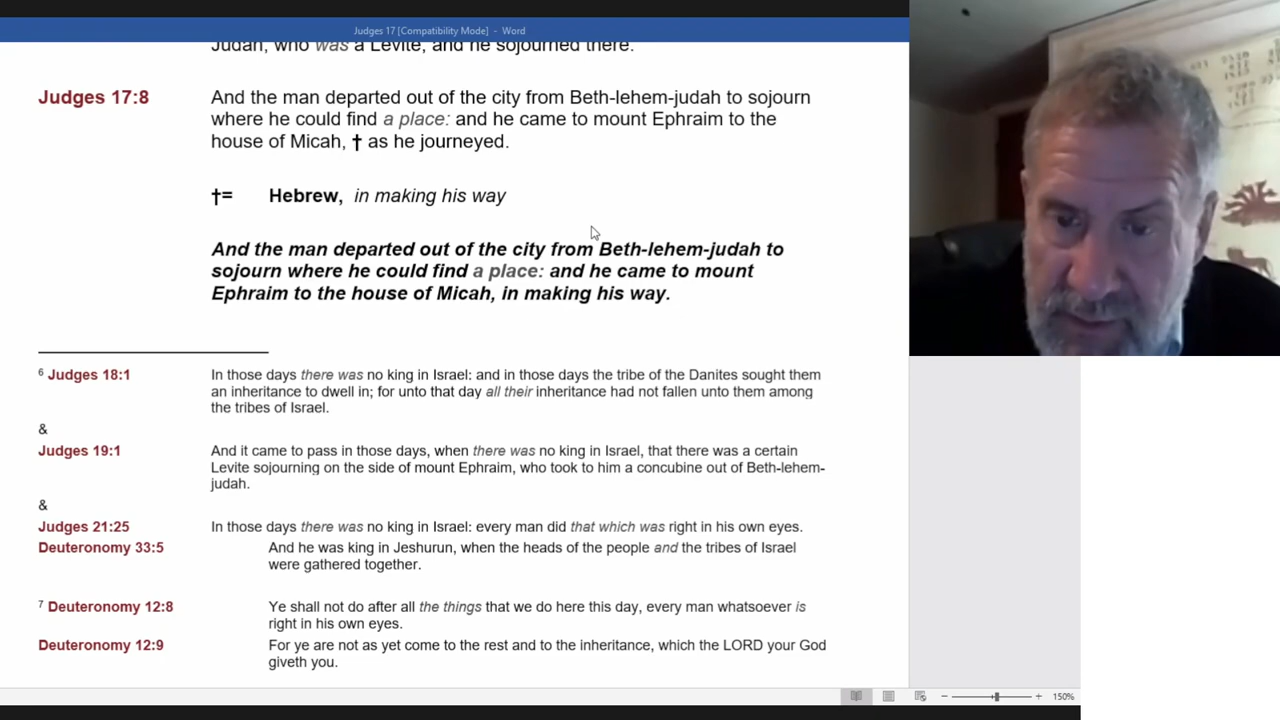 Judges 17 [Compatibility Mode] - Word
Judah, who was a Levite, and he sojourned there.
Judges 17:8 And the man departed out of the city from Beth-lehem-judah to sojourn
where he could find a place: and he came to mount Ephraim to the
house of Micah, † as he journeyed.
†= Hebrew, in making his way
And the man departed out of the city from Beth-lehem-judah to
sojourn where he could find a place: and he came to mount
Ephraim to the house of Micah, in making his way.
6 Judges 18:1 In those days there was no king in Israel: and in those days the tribe of the Danites sought them
an inheritance to dwell in; for unto that day all their inheritance had not fallen unto them among
the tribes of Israel.
&
Judges 19:1 And it came to pass in those days, when there was no king in Israel, that there was a certain
Levite sojourning on the side of mount Ephraim, who took to him a concubine out of Beth-lehem-
judah.
&
Judges 21:25 In those days there was no king in Israel: every man did that which was right in his own eyes.
Deuteronomy 33:5 And he was king in Jeshurun, when the heads of the people and the tribes of Israel
were gathered together.
7 Deuteronomy 12:8 Ye shall not do after all the things that we do here this day, every man whatsoever is
right in his own eyes.
Deuteronomy 12:9 For ye are not as yet come to the rest and to the inheritance, which the LORD your God
giveth you.
150%